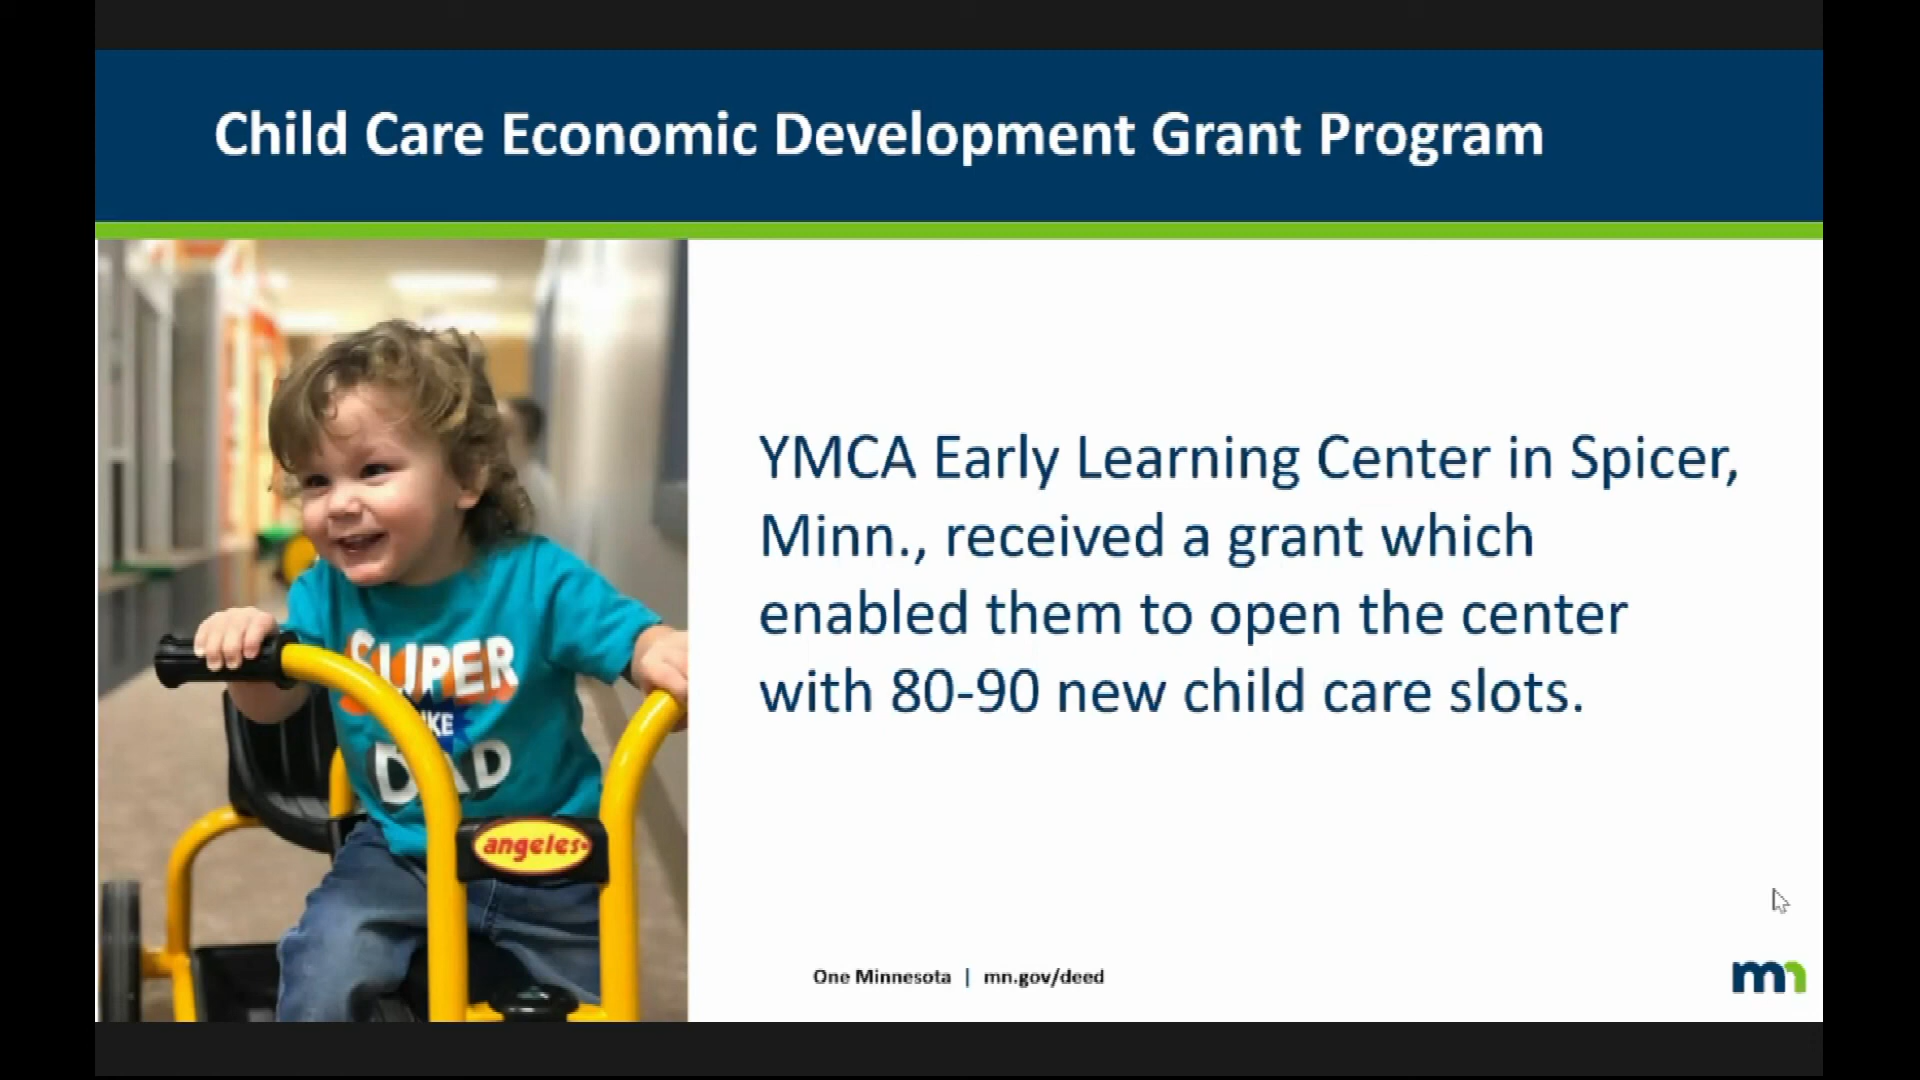 Child Care Economic Development Grant Program
YMCA Early Learning Center in Spicer,
Minn., received a grant which
enabled them to open the center
with 80-90 new child care slots.
SUPER
DAD
angeles
One Minnesota | mn.gov/deed
mn